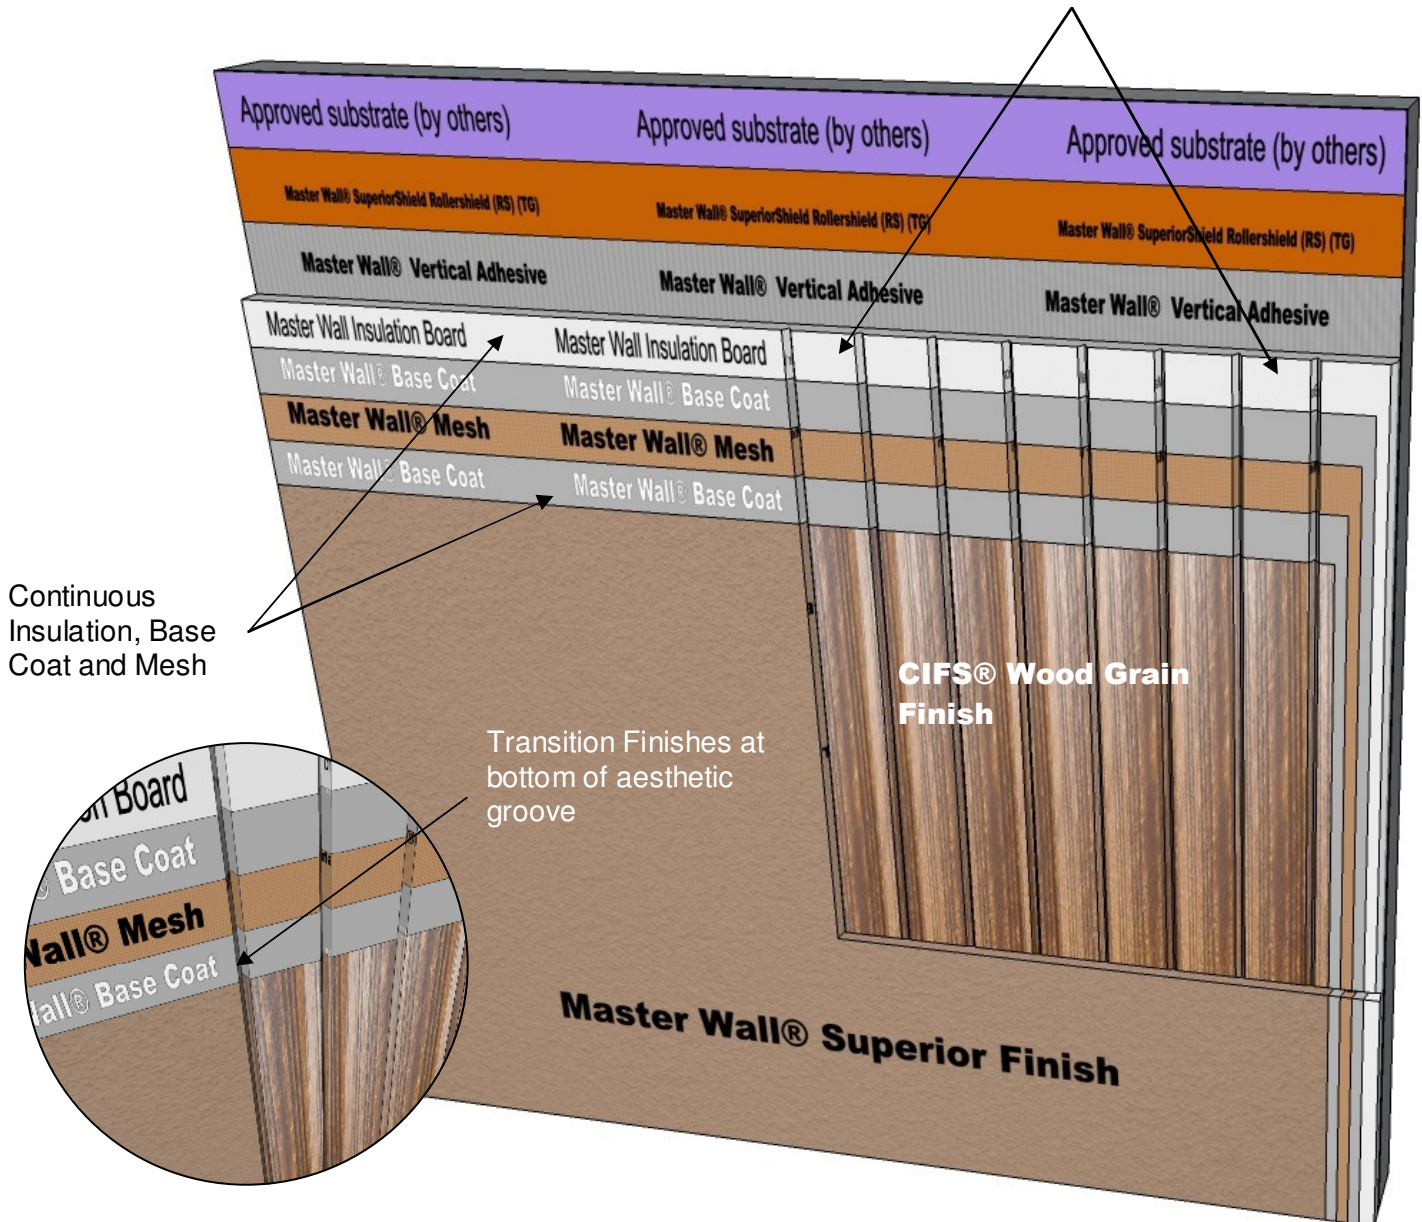 Approved substrate (by others)
Approved substrate (by others)
Approved substrate (by others)
Master Wall® SuperiorShield Rollershield (RS) (TG)
Master Wall® SuperiorShield Rollershield (RS) (TG)
Master Wall® SuperiorShield Rollershield (RS) (TG)
Master Wall® Vertical Adhesive
Master Wall® Vertical Adhesive
Master Wall® Vertical Adhesive
Master Wall Insulation Board
Master Wall Insulation Board
Master Wall® Base Coat
Master Wall® Base Coat
Master Wall® Mesh
Master Wall® Mesh
Master Wall® Base Coat
Master Wall® Base Coat
Continuous
Insulation, Base
Coat and Mesh
CIFS® Wood Grain
Finish
Transition Finishes at
bottom of aesthetic
groove
on Board
® Base Coat
Wall® Mesh
Wall® Base Coat
Master Wall® Superior Finish